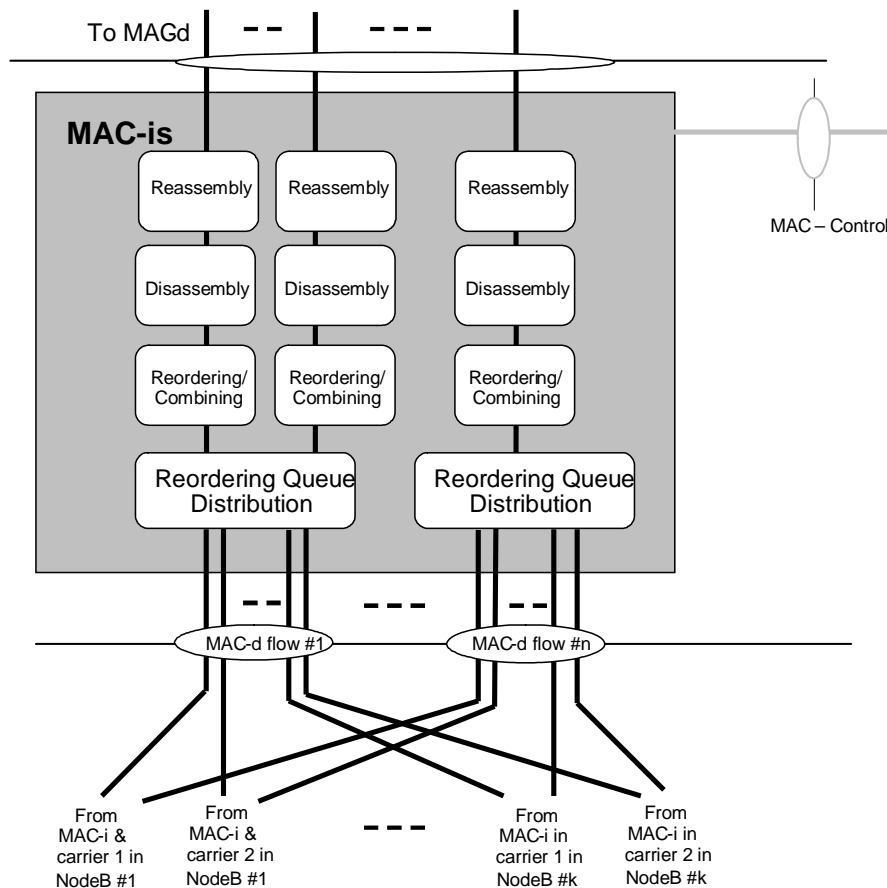 To MAGd
MAC-is
Reassembly
Reassembly
Reassembly
MAC – Control
Disassembly
Disassembly
Disassembly
Reordering/
Combining
Reordering/
Combining
Reordering/
Combining
Reordering Queue
Distribution
Reordering Queue
Distribution
MAC-d flow #1
MAC-d flow #n
From
MAC-i &
carrier 1 in
NodeB #1
From
MAC-i &
carrier 2 in
NodeB #1
From
MAC-i in
carrier 1 in
NodeB #k
From
MAC-i in
carrier 2 in
NodeB #k